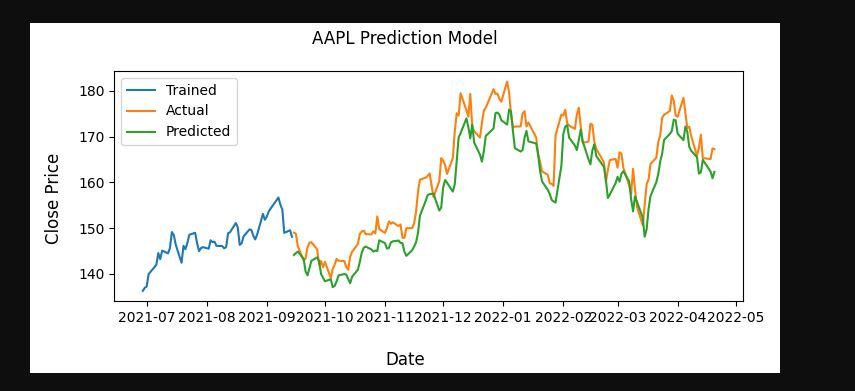 AAPL Prediction Model
Trained
Actual
Predicted
180
170
160
150
140
Close Price
2021-07 2021-08 2021-09 2021-10 2021-11 2021-12 2022-01 2022-02 2022-03 2022-04 2022-05
Date